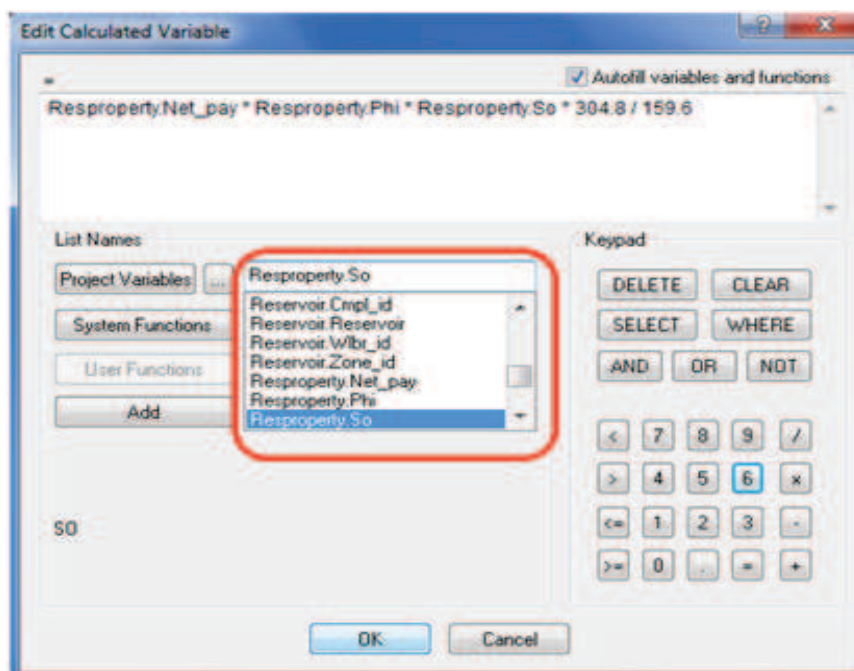 Edit Calculated Variable
=
Autofill variables and functions
Resproperty.Net_pay * Resproperty.Phi * Resproperty.So * 304.8 / 159.6
List Names
Keypad
Project Variables ... Resproperty.So
DELETE CLEAR
Reservoir.Cmpl_id
System Functions Reservoir.Reservoir
SELECT WHERE
Reservoir.Wlbr_id
User Functions Reservoir.Zone_id
AND OR NOT
Resproperty.Net_pay
Add Resproperty.Phi
Resproperty.So
< 7 8 9 /
> 4 5 6 x
SO
<= 1 2 3 -
>= 0 . = +
OK Cancel